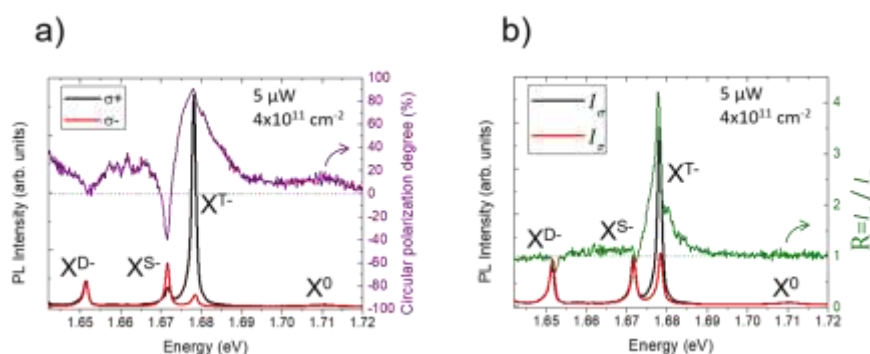 a)
σ+
σ-
5 μW
4x10¹¹ cm⁻²
X^D-
X^S-
X^T-
X⁰
PL Intensity (arb. units)
100
80
60
40
20
0
-20
-40
-60
-80
-100
Circular polarization degree (%)
1.65 1.66 1.67 1.68 1.69 1.70 1.71 1.72
Energy (eV)
b)
I_σ
5 μW
4x10¹¹ cm⁻²
X^D-
X^S-
X^T-
X⁰
PL Intensity (arb. units)
4
3
2
1
0
1.65 1.66 1.67 1.68 1.69 1.70 1.71 1.72
Energy (eV)